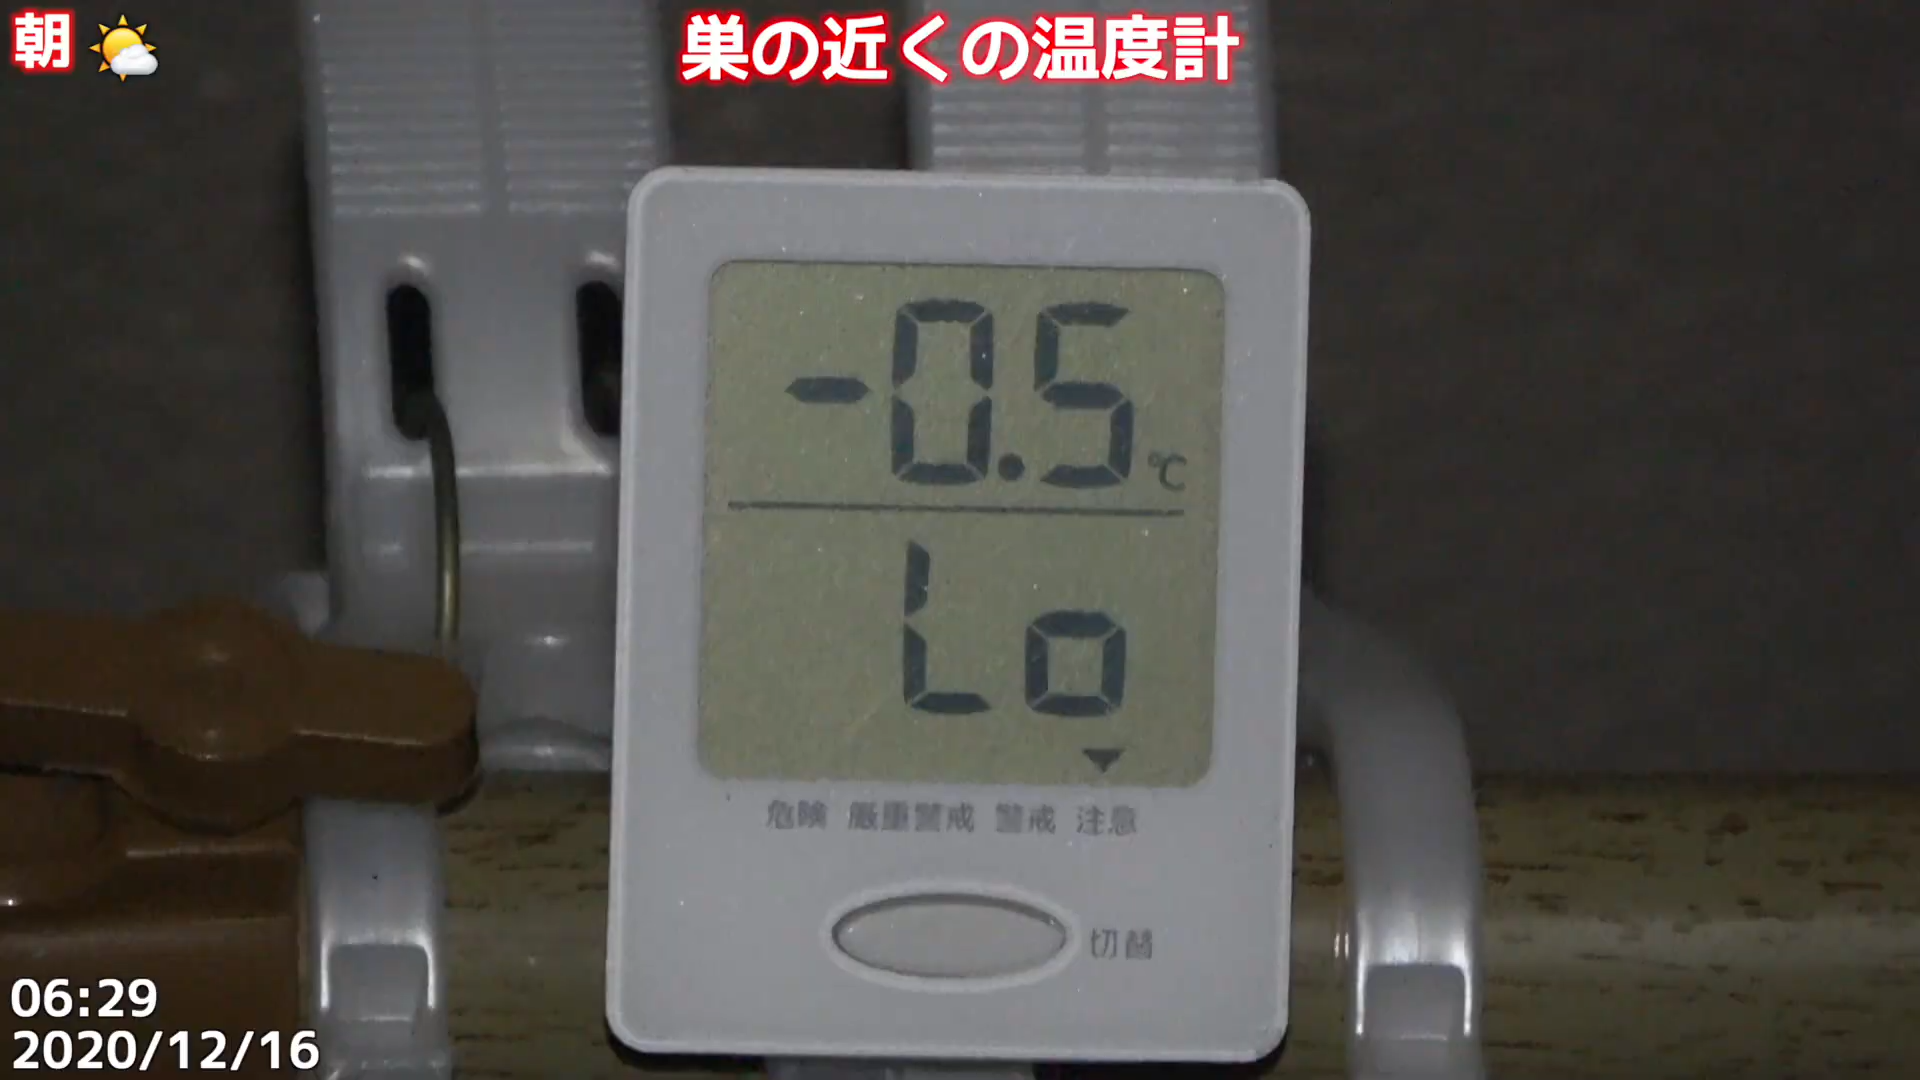 朝
巣の近くの温度計
-0.5℃
Lo
危険 厳重警戒 警戒 注意
切替
06:29
2020/12/16